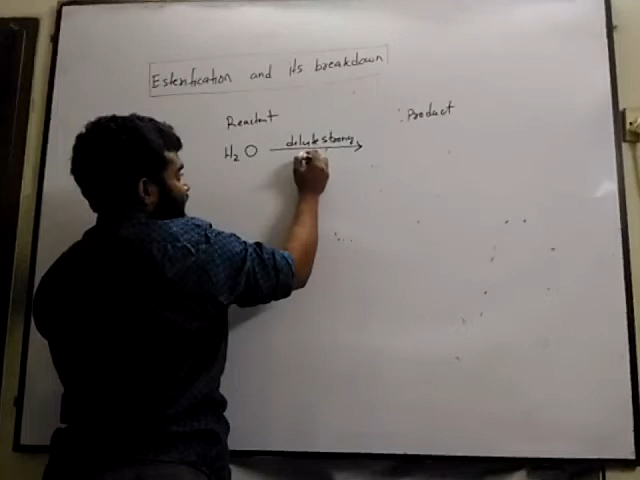 Esterification and its breakdown
Reactant
: Product
dilute strong
H₂O ⟶